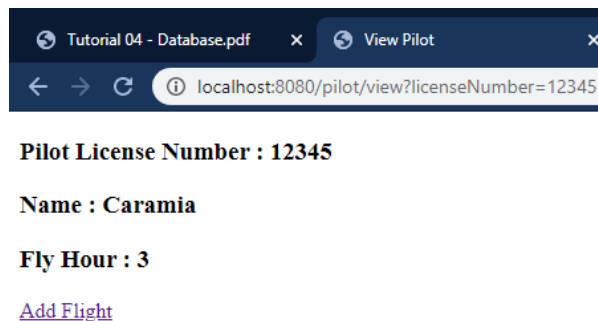 Tutorial 04 - Database.pdf
View Pilot
localhost:8080/pilot/view?licenseNumber=12345
Pilot License Number : 12345
Name : Caramia
Fly Hour : 3
Add Flight